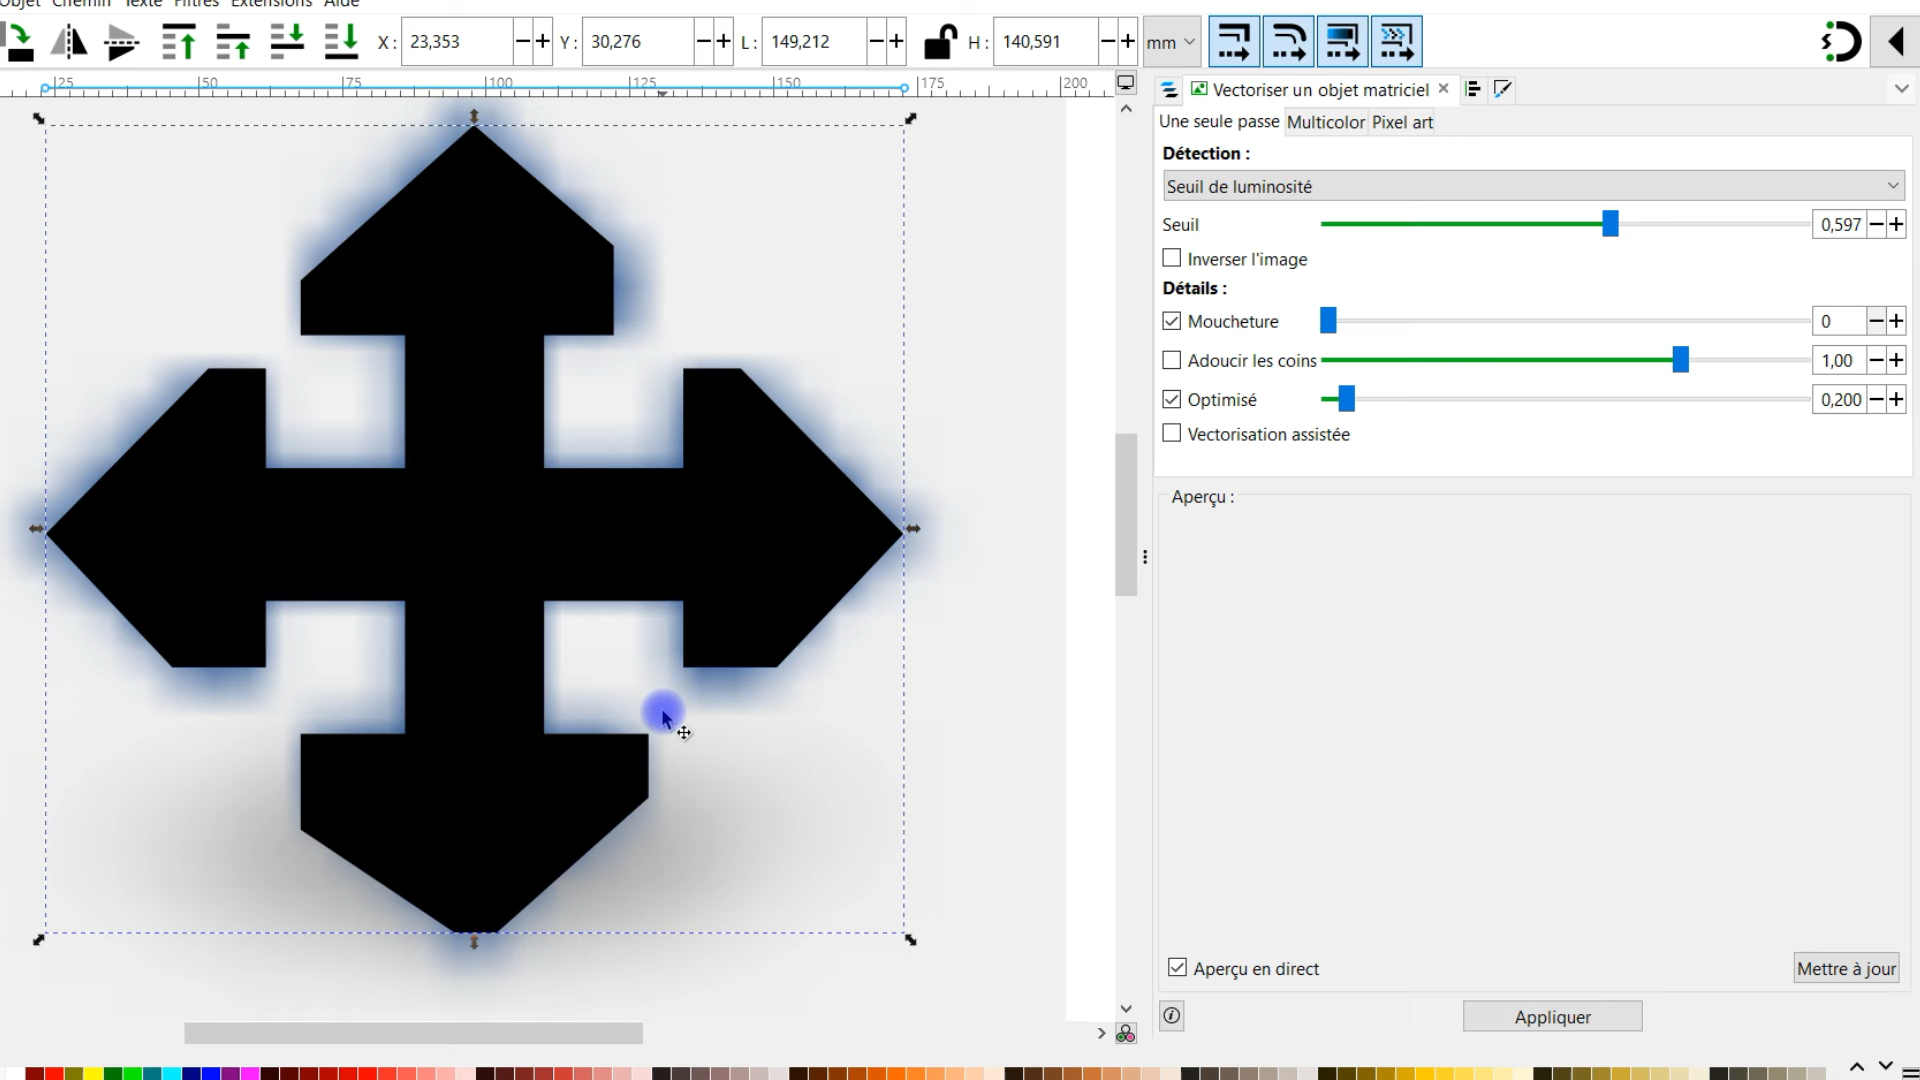 Objet Chemin Texte Filtres Extensions Aide
X : 23,353 Y : 30,276 L : 149,212 H : 140,591 mm
25 50 75 100 125 150 175 200
Vectoriser un objet matriciel
Une seule passe Multicolor Pixel art
Détection :
Seuil de luminosité
Seuil 0,597
Inverser l'image
Détails :
Moucheture 0
Adoucir les coins 1,00
Optimisé 0,200
Vectorisation assistée
Aperçu :
Aperçu en direct Mettre à jour
Appliquer